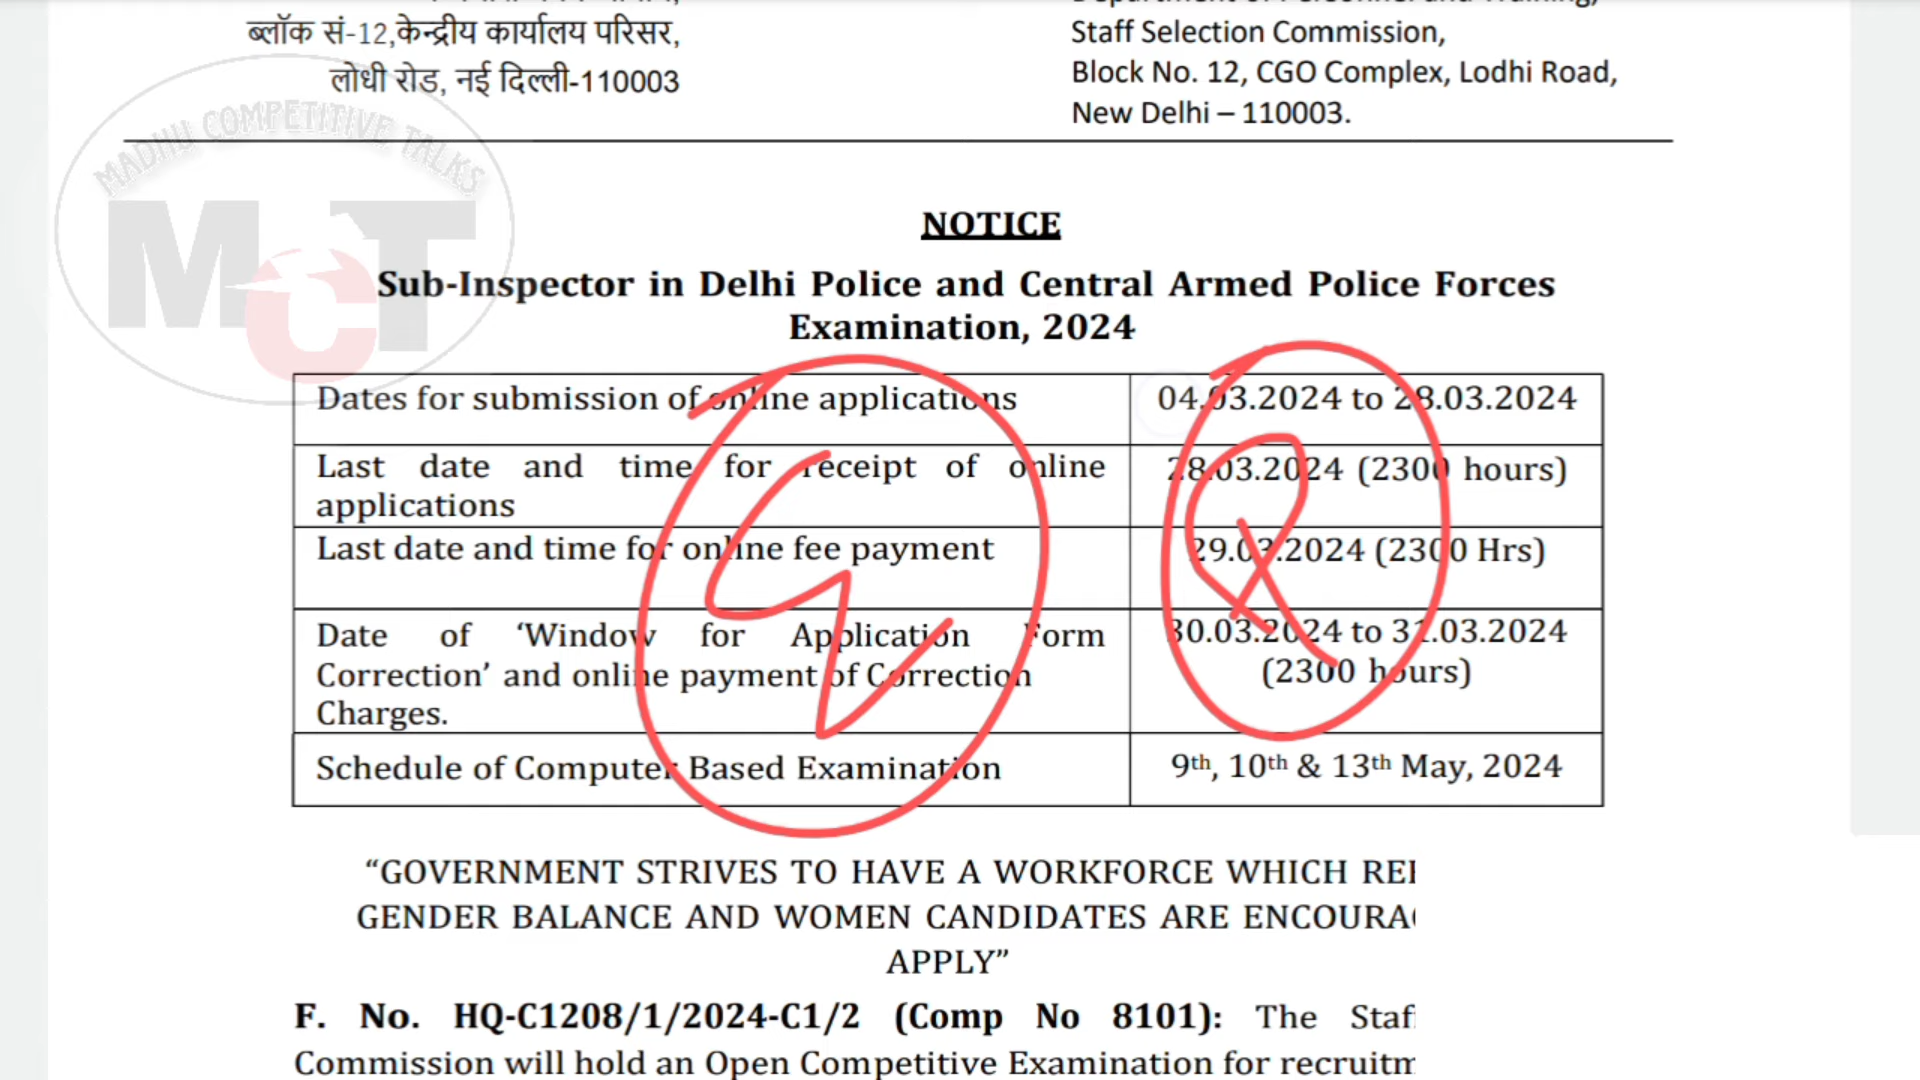 ब्लॉक सं-12,केन्द्रीय कार्यालय परिसर,
लोधी रोड, नई दिल्ली-110003
Staff Selection Commission,
Block No. 12, CGO Complex, Lodhi Road,
New Delhi – 110003.
MADHU COMPETITIVE TALKS
MCT
NOTICE
Sub-Inspector in Delhi Police and Central Armed Police Forces
Examination, 2024
Dates for submission of online applications 04.03.2024 to 28.03.2024
Last date and time for receipt of online
applications
28.03.2024 (2300 hours)
Last date and time for online fee payment 29.03.2024 (2300 Hrs)
Date of ‘Window for Application Form
Correction’ and online payment of Correction
Charges.
30.03.2024 to 31.03.2024
(2300 hours)
Schedule of Computer Based Examination 9th, 10th & 13th May, 2024
“GOVERNMENT STRIVES TO HAVE A WORKFORCE WHICH
GENDER BALANCE AND WOMEN CANDIDATES ARE
APPLY”
F. No. HQ-C1208/1/2024-C1/2 (Comp No 8101): The
Commission will hold an Open Competitive Examination for